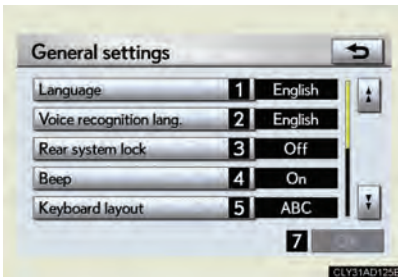 General settings
Language 1 English
Voice recognition lang. 2 English
Rear system lock 3 Off
Beep 4 On
Keyboard layout 5 ABC
7 OK
CLY31AD125E